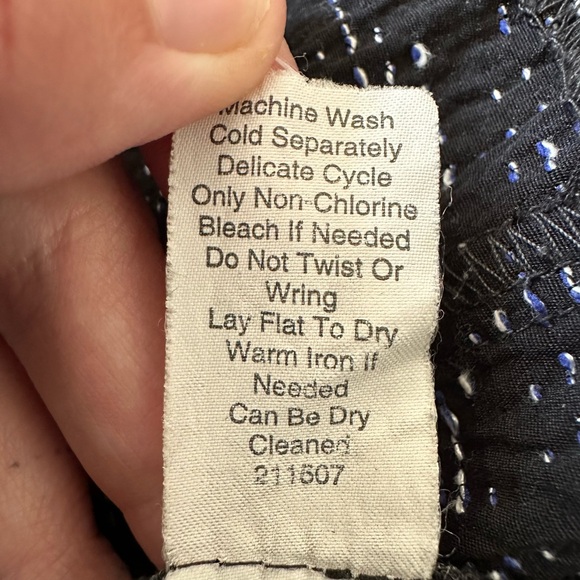 Machine Wash
Cold Separately
Delicate Cycle
Only Non-Chlorine
Bleach If Needed
Do Not Twist Or
Wring
Lay Flat To Dry
Warm Iron If
Needed
Can Be Dry
Cleaned
211607